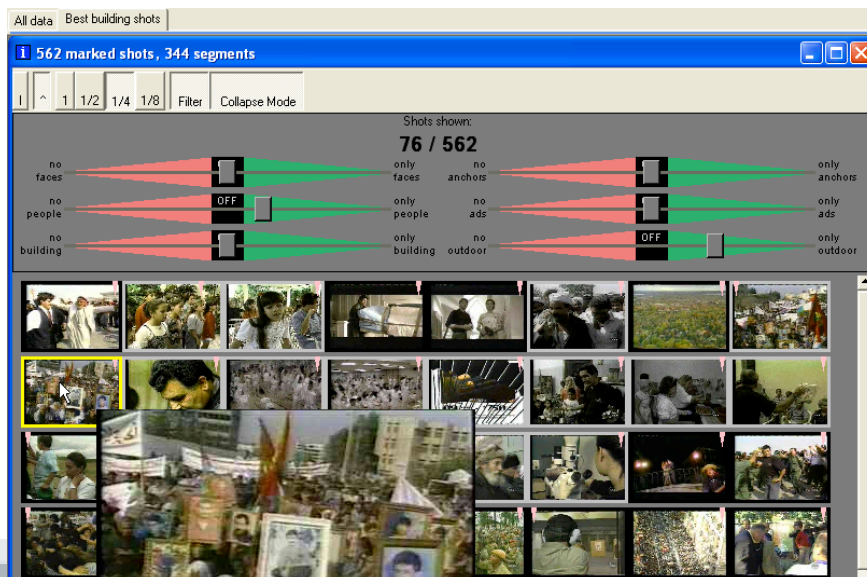 All data
Best building shots
562 marked shots, 344 segments
I
^
1
1/2
1/4
1/8
Filter
Collapse Mode
Shots shown:
76 / 562
no
faces
only
faces
no
anchors
only
anchors
no
people
OFF
only
people
no
ads
only
ads
no
building
only
building
no
outdoor
OFF
only
outdoor